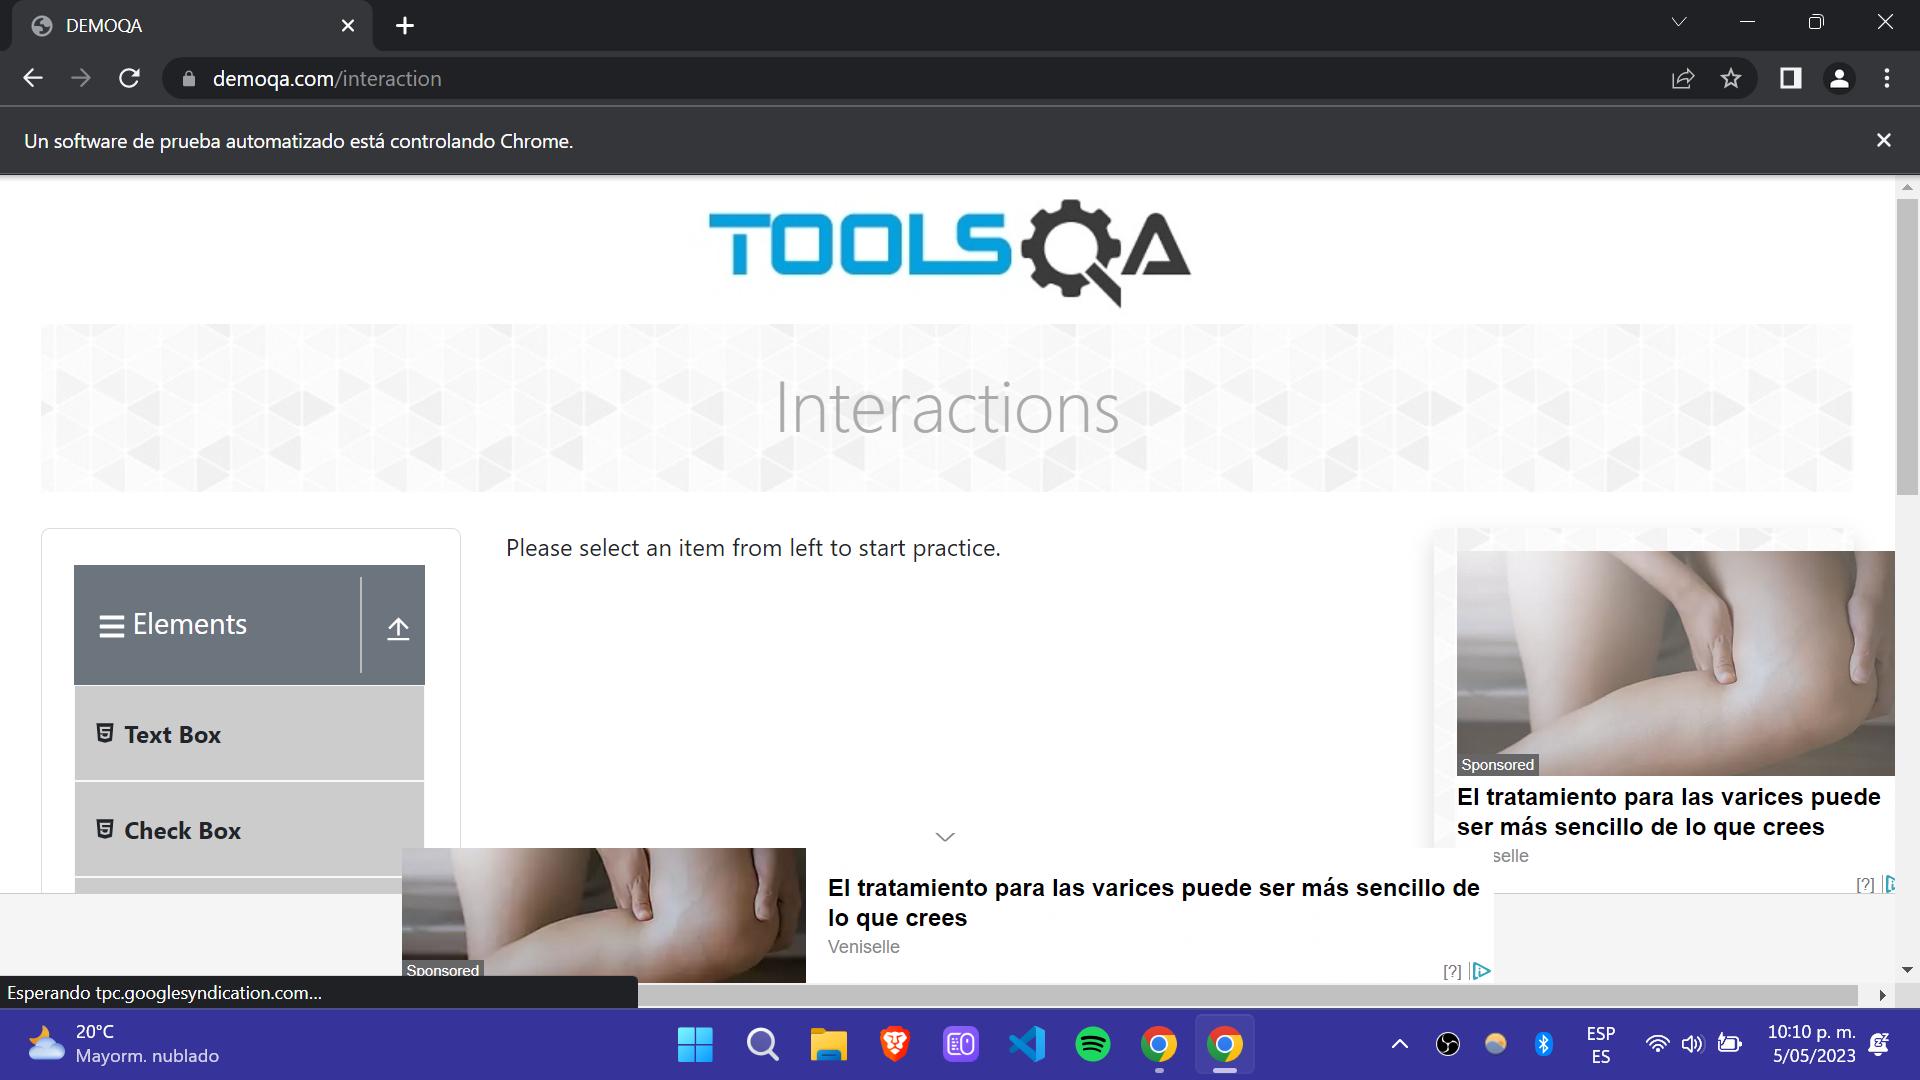 DEMOQA
demoqa.com/interaction
Un software de prueba automatizado está controlando Chrome.
TOOLSQA
Interactions
Please select an item from left to start practice.
Elements
Text Box
Check Box
Sponsored
El tratamiento para las varices puede
ser más sencillo de lo que crees
selle
[?]
El tratamiento para las varices puede ser más sencillo de
lo que crees
Veniselle
Sponsored
[?]
Esperando tpc.googlesyndication.com...
20°C
Mayorm. nublado
ESP
ES
10:10 p. m.
5/05/2023